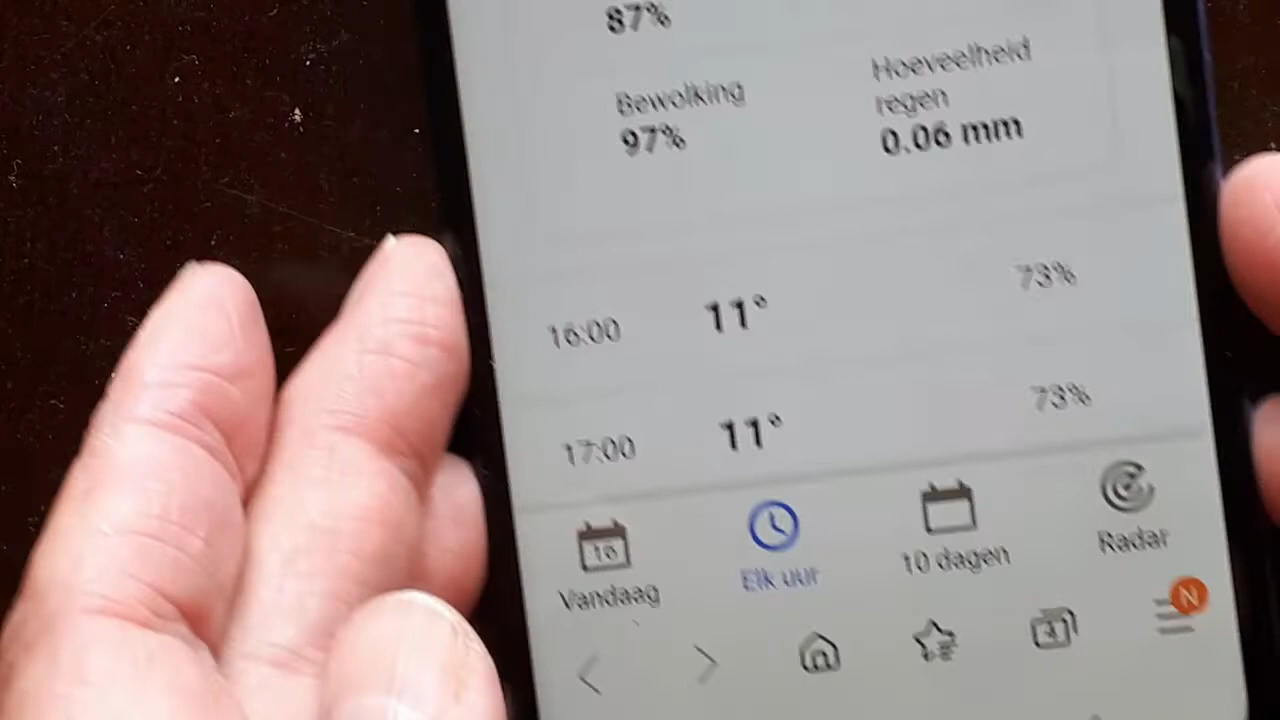 87%
Bewolking
97%
Hoeveelheid
regen
0.06 mm
16:00 11° 73%
17:00 11° 73%
16
Vandaag
Elk uur
10 dagen
Radar
N